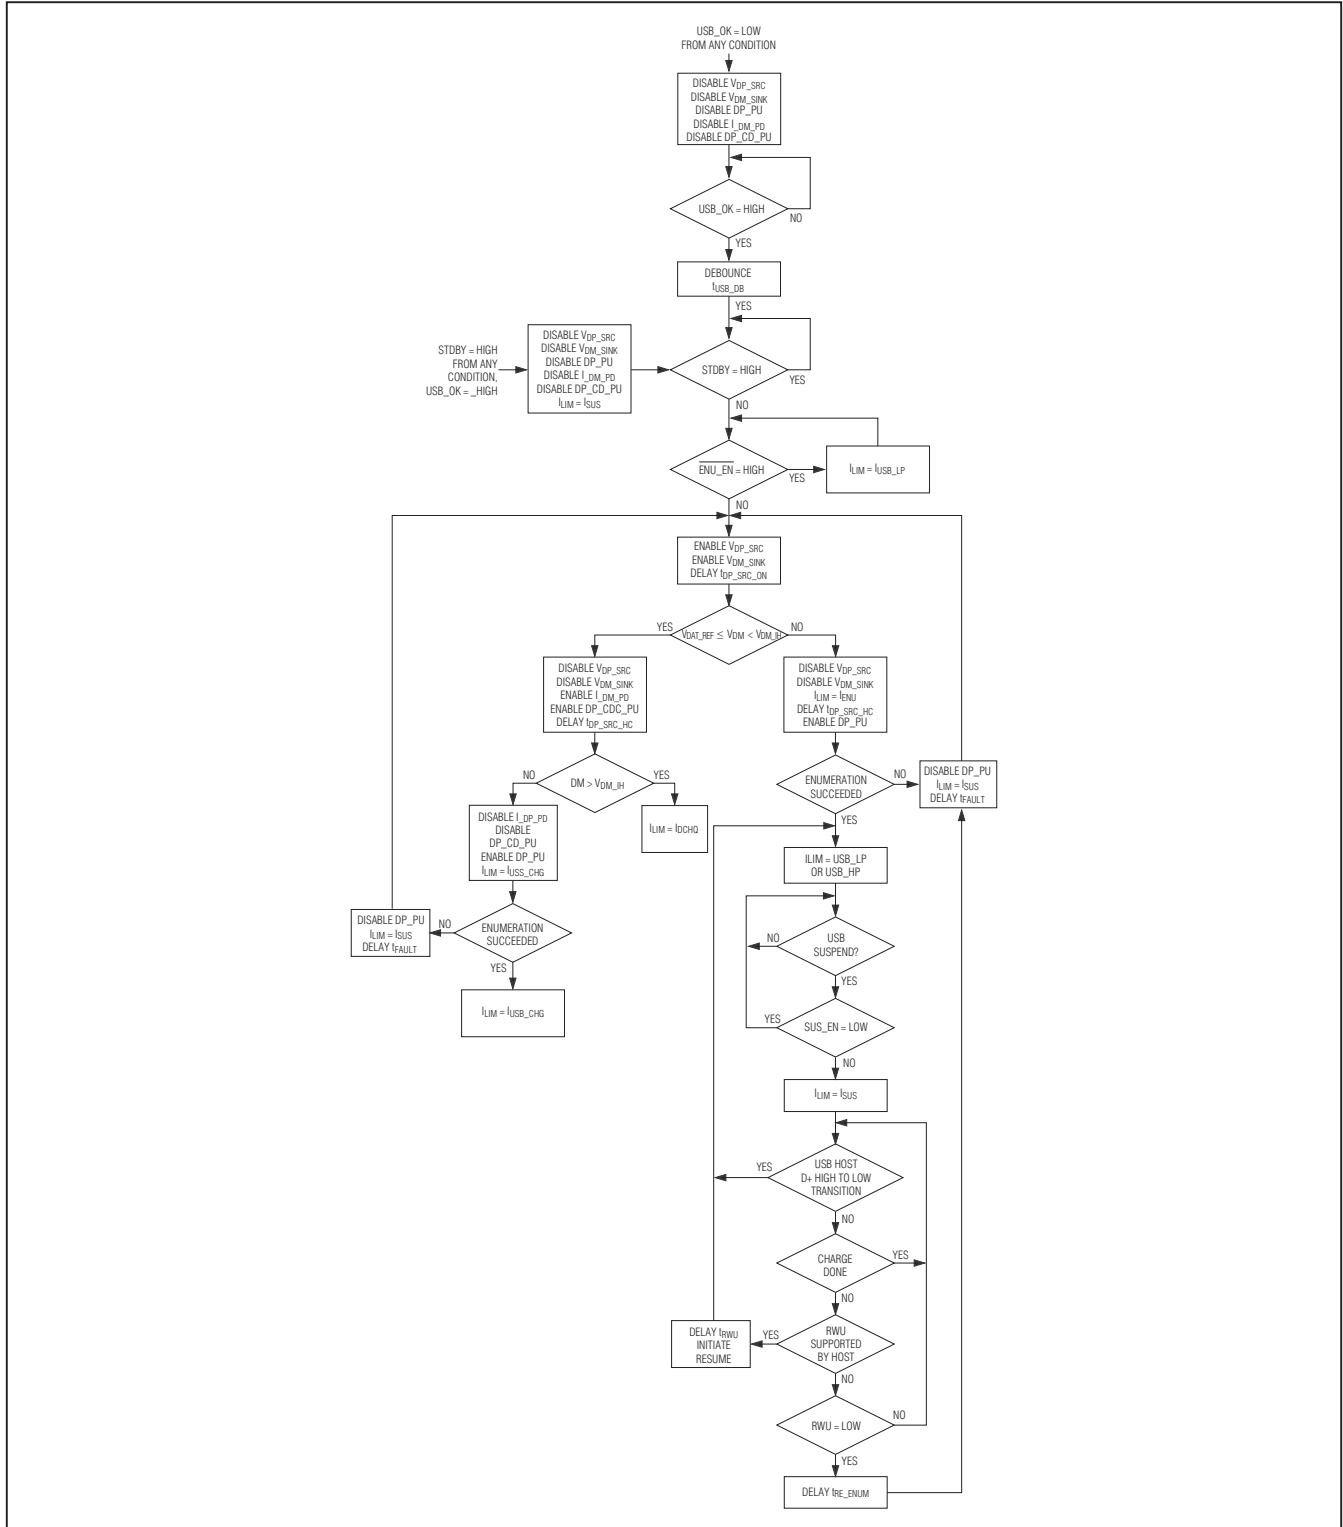 USB_OK = LOW
FROM ANY CONDITION
DISABLE VDP_SRC
DISABLE VDM_SINK
DISABLE DP_PU
DISABLE I_DM_PD
DISABLE DP_CD_PU
USB_OK = HIGH
NO
YES
DEBOUNCE
tUSB_DB
YES
STDBY = HIGH
FROM ANY
CONDITION,
USB_OK = _HIGH
DISABLE VDP_SRC
DISABLE VDM_SINK
DISABLE DP_PU
DISABLE I_DM_PD
DISABLE DP_CD_PU
ILIM = ISUS
STDBY = HIGH
YES
NO
ENU_EN = HIGH
YES
ILIM = IUSB_LP
NO
ENABLE VDP_SRC
ENABLE VDM_SINK
DELAY tDP_SRC_ON
YES
VDAT_REF ≤ VDM < VDM_IH
NO
DISABLE VDP_SRC
DISABLE VDM_SINK
ENABLE I_DM_PD
ENABLE DP_CDC_PU
DELAY tDP_SRC_HC
DISABLE VDP_SRC
DISABLE VDM_SINK
ILIM = IENU
DELAY tDP_SRC_HC
ENABLE DP_PU
NO
DM > VDM_IH
YES
ENUMERATION
SUCCEEDED
NO
DISABLE DP_PU
ILIM = ISUS
DELAY tFAULT
YES
DISABLE I_DP_PD
DISABLE
DP_CD_PU
ENABLE DP_PU
ILIM = IUSS_CHG
ILIM = IDCHQ
ILIM = USB_LP
OR USB_HP
DISABLE DP_PU
ILIM = ISUS
DELAY tFAULT
NO
ENUMERATION
SUCCEEDED
YES
ILIM = IUSB_CHG
NO
USB
SUSPEND?
YES
YES
SUS_EN = LOW
NO
ILIM = ISUS
YES
USB HOST
D+ HIGH TO LOW
TRANSITION
NO
CHARGE
DONE
YES
NO
DELAY tRWU
INITIATE
RESUME
YES
RWU
SUPPORTED
BY HOST
NO
RWU = LOW
NO
YES
DELAY tRE_ENUM